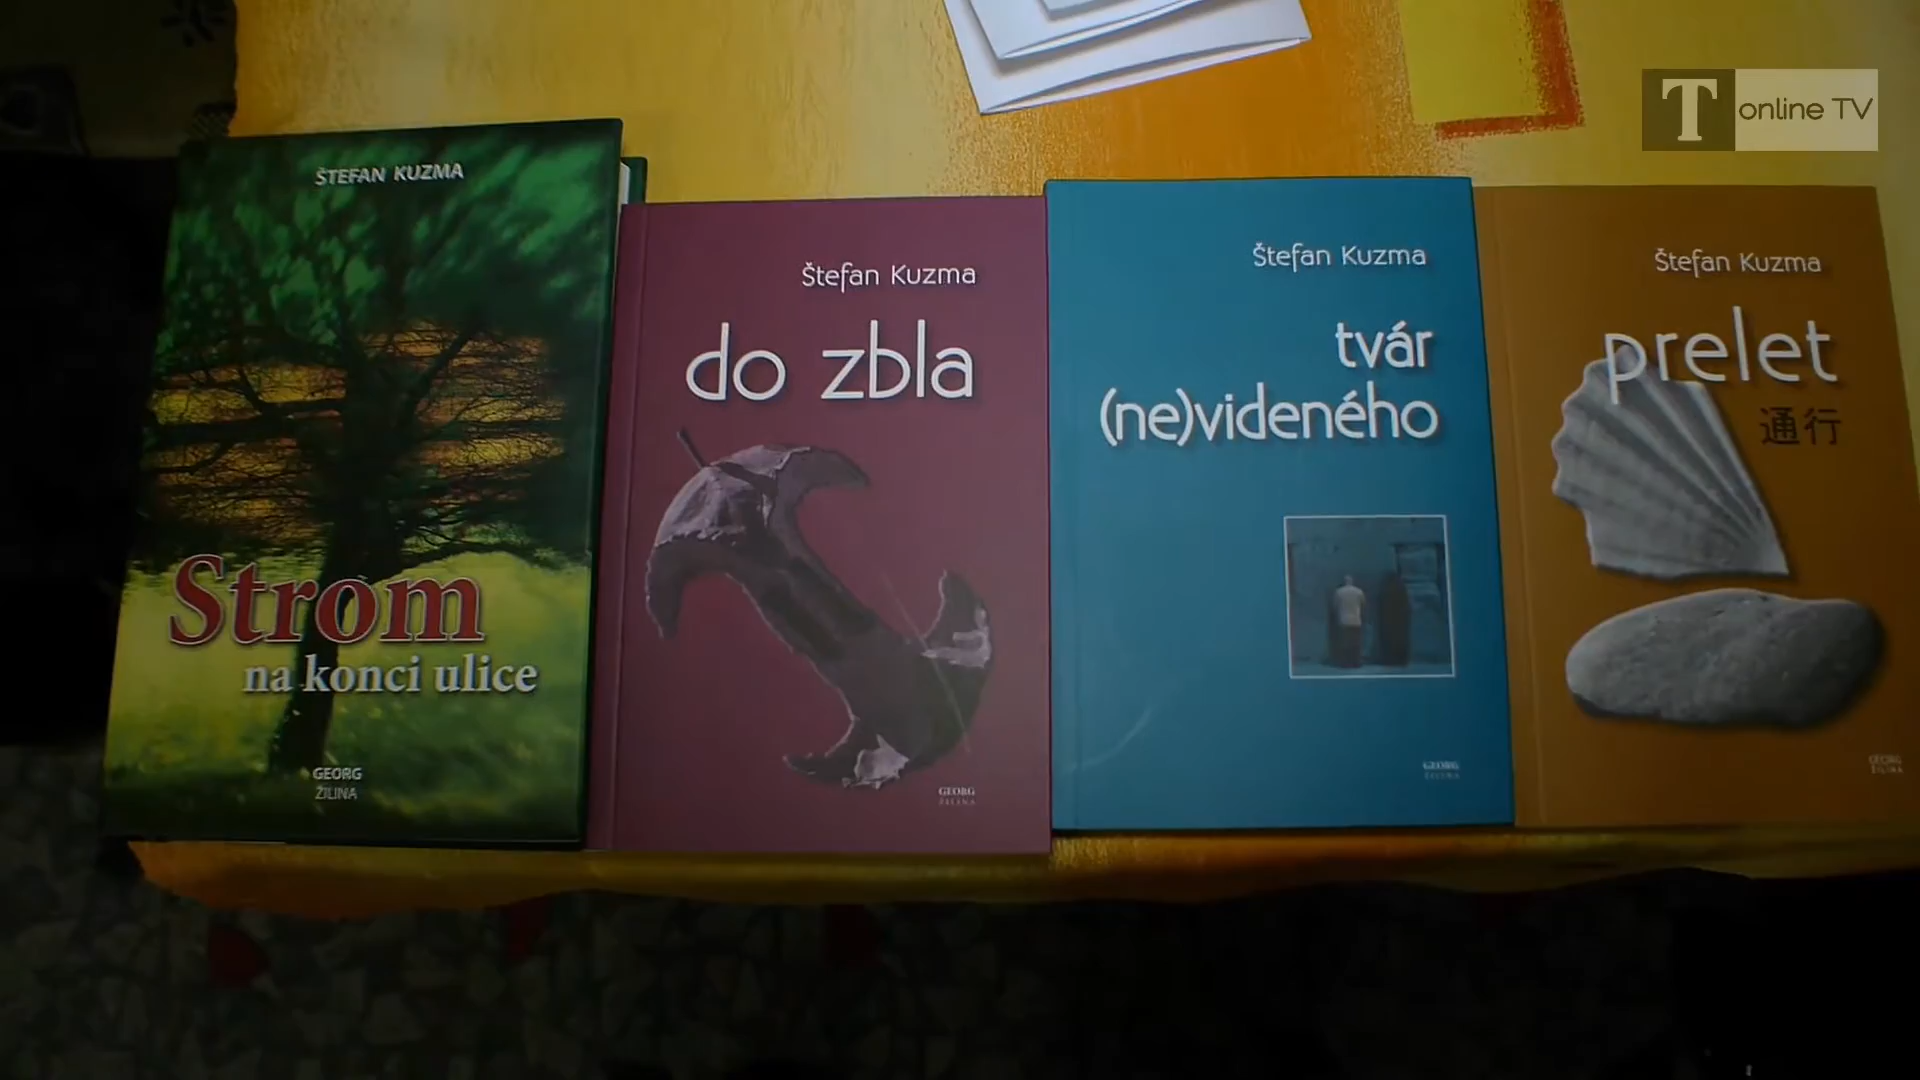 T online TV
ŠTEFAN KUZMA
Strom
na konci ulice
GEORG
ŽILINA
Štefan Kuzma
do zbla
GEORG
ŽILINA
Štefan Kuzma
tvár
(ne)videného
GEORG
ŽILINA
Štefan Kuzma
prelet
通行
GEORG
ŽILINA